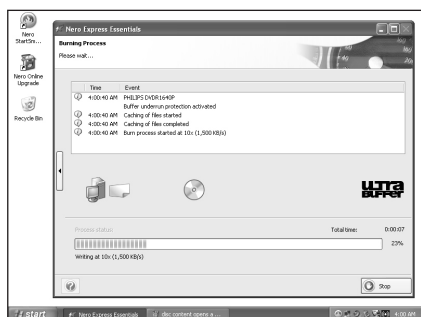 Nero Express Essentials
Burning Process
Please wait...
Nero
StartSm...
Nero Online
Upgrade
Recycle Bin
Time Event
4:00:40 AM PHILIPS DVDR1640P
Buffer underrun protection activated
4:00:40 AM Caching of files started
4:00:40 AM Caching of files completed
4:00:40 AM Burn process started at 10x (1,500 KB/s)
ULTRA
BUFFER
Process status: Total time: 0:00:07
23%
Writing at 10x (1,500 KB/s)
Stop
start Nero Express Essentials disc content opens a ... 4:00 AM